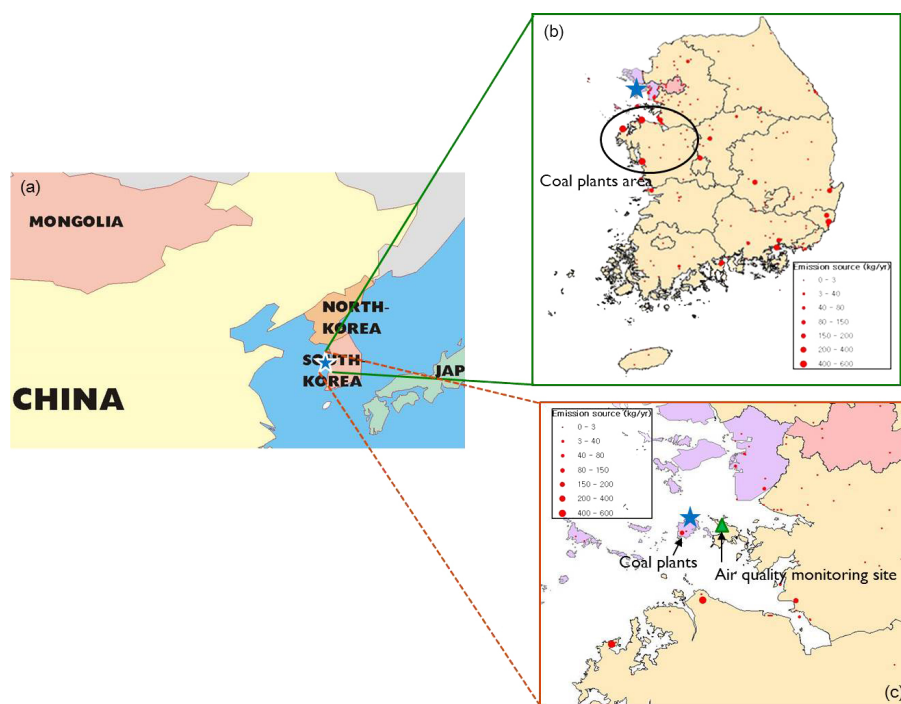 (a)
MONGOLIA
NORTH-
KOREA
SOUTH-
KOREA
JAP
CHINA
(b)
Coal plants area
Emission source (kg/yr)
0 - 3
3 - 40
40 - 80
80 - 150
150 - 200
200 - 400
400 - 600
Emission source (kg/yr)
0 - 3
3 - 40
40 - 80
80 - 150
150 - 200
200 - 400
400 - 600
Coal plants
Air quality monitoring site
(c)